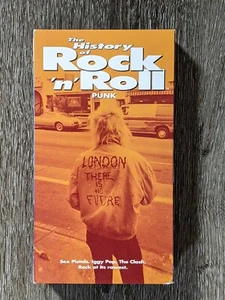 The History
of
Rock
'n' Roll
PUNK
LONDON
THERE
IS NO
FUTURE
Sex Pistols. Iggy Pop. The Clash.
Rock at its rawest.